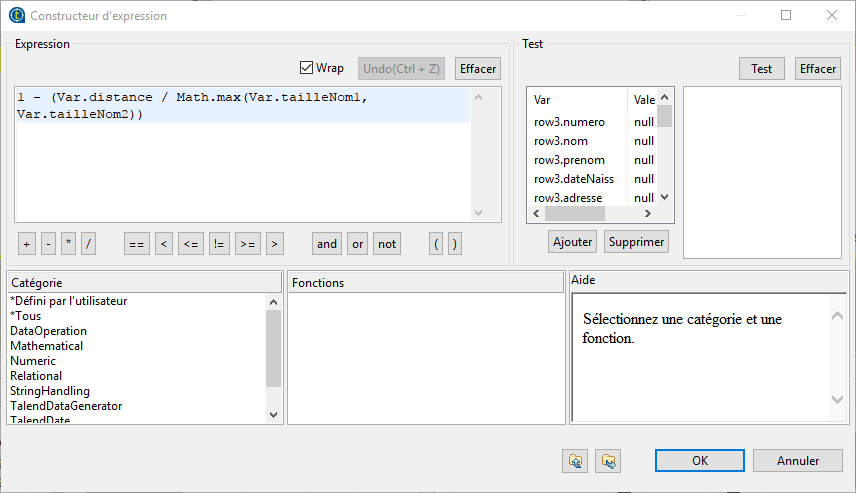 Constructeur d'expression
Expression
Wrap
Undo(Ctrl + Z)
Effacer
1 - (Var.distance / Math.max(Var.tailleNom1,
Var.tailleNom2))
+ - * / == < <= != >= > and or not ( )
Test
Test
Effacer
Var Vale
row3.numero null
row3.nom null
row3.prenom null
row3.dateNaiss null
row3.adresse null
Ajouter
Supprimer
Catégorie
*Défini par l'utilisateur
*Tous
DataOperation
Mathematical
Numeric
Relational
StringHandling
TalendDataGenerator
TalendDate
Fonctions
Aide
Sélectionnez une catégorie et une
fonction.
OK
Annuler